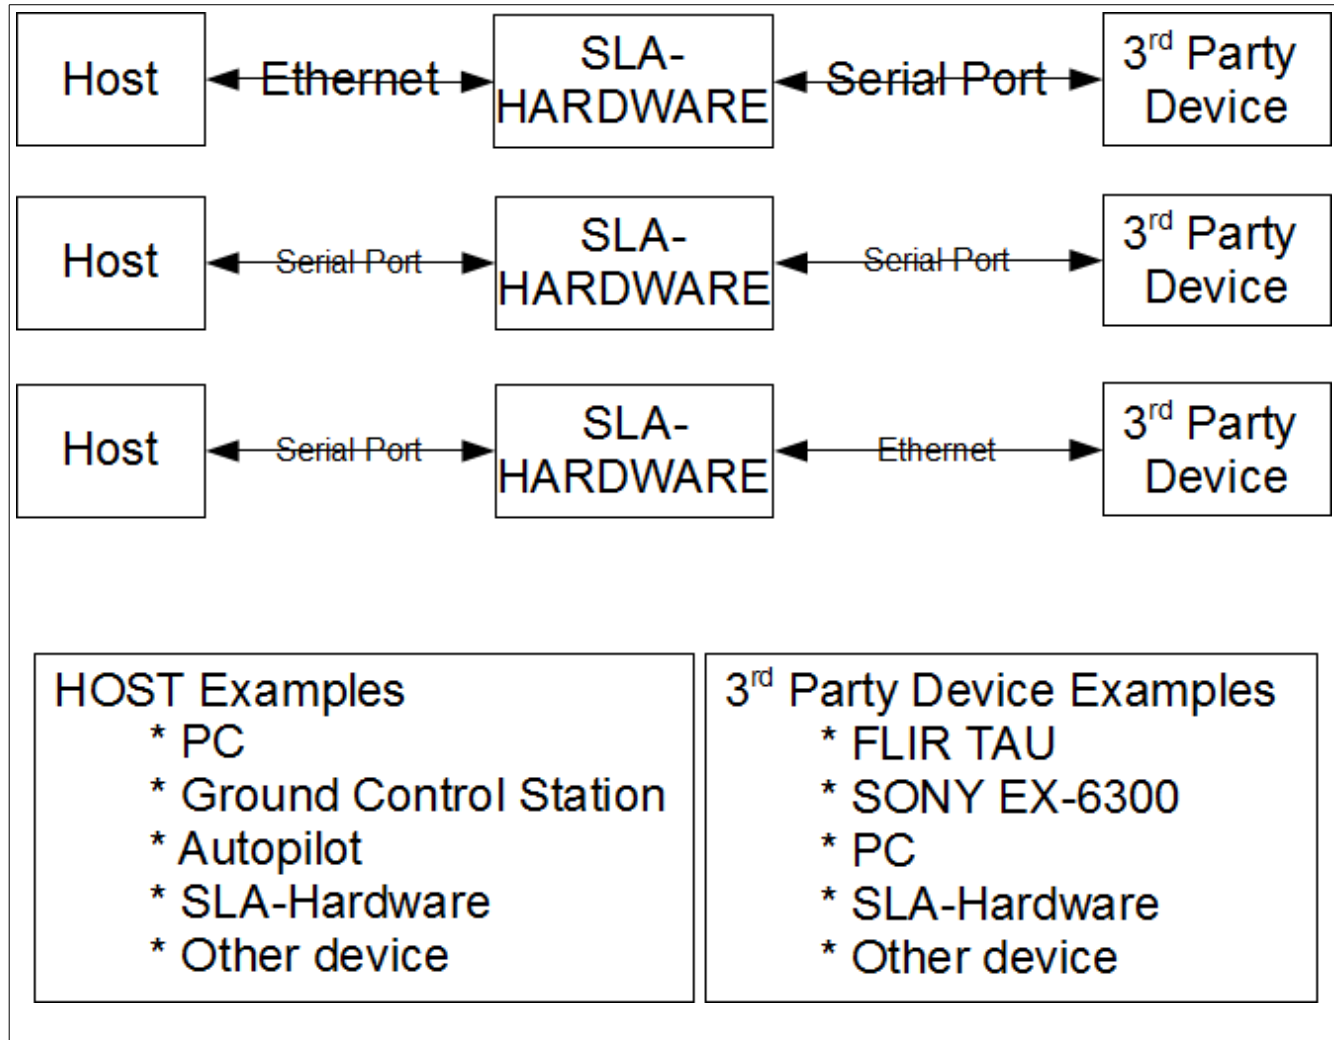 Host Ethernet SLA-HARDWARE Serial Port 3rd Party Device
Host Serial Port SLA-HARDWARE Serial Port 3rd Party Device
Host Serial Port SLA-HARDWARE Ethernet 3rd Party Device
HOST Examples
* PC
* Ground Control Station
* Autopilot
* SLA-Hardware
* Other device
3rd Party Device Examples
* FLIR TAU
* SONY EX-6300
* PC
* SLA-Hardware
* Other device